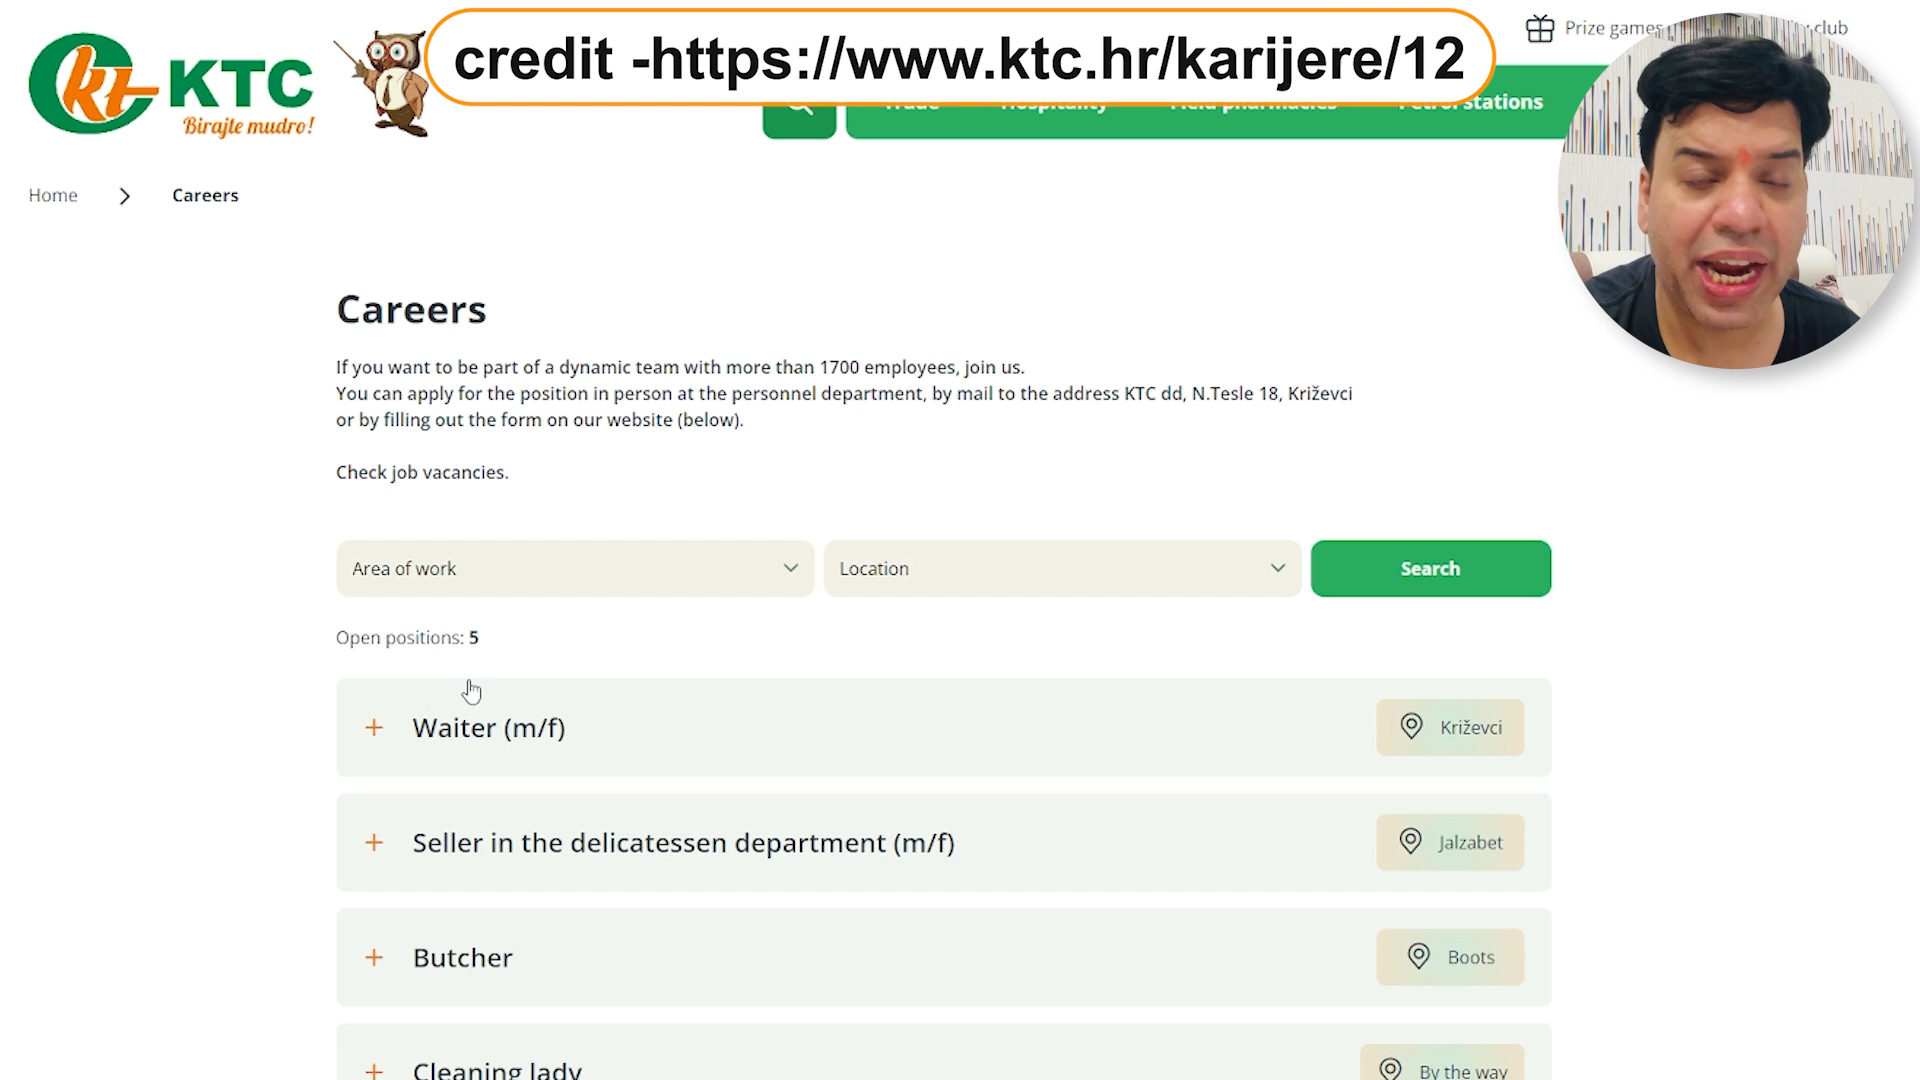 credit -https://www.ktc.hr/karijere/12
Prize games
club
KTC
Birajte mudro!
stations
Home
Careers
Careers
If you want to be part of a dynamic team with more than 1700 employees, join us.
You can apply for the position in person at the personnel department, by mail to the address KTC dd, N.Tesle 18, Križevci
or by filling out the form on our website (below).
Check job vacancies.
Area of work
Location
Search
Open positions: 5
+ Waiter (m/f)
Križevci
+ Seller in the delicatessen department (m/f)
Jalzabet
+ Butcher
Boots
+ Cleaning lady
By the way